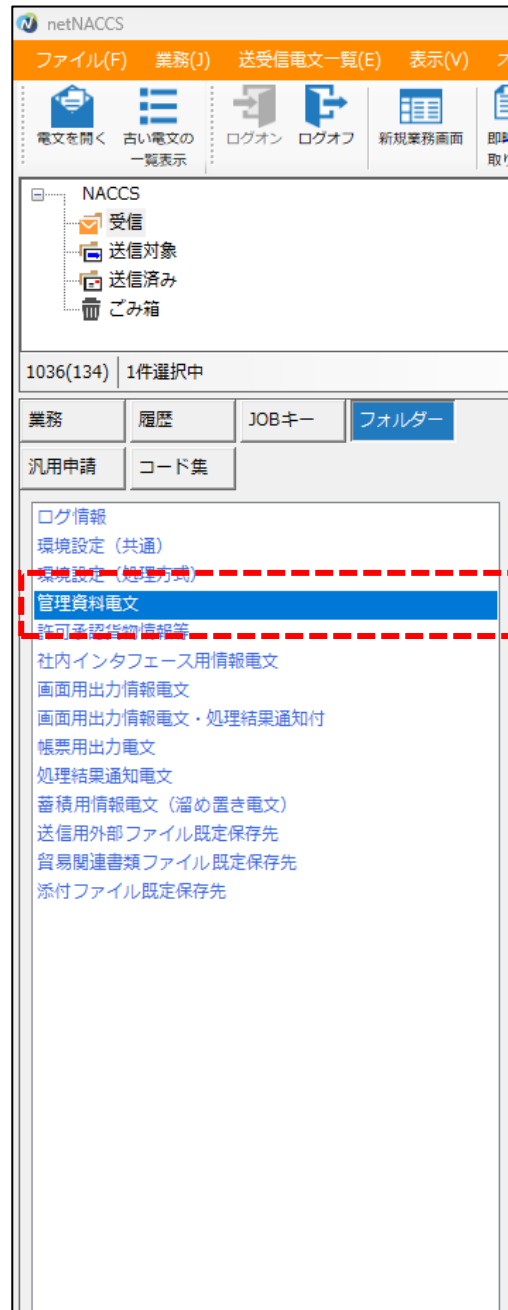 netNACCS
ファイル(F) 業務(J) 送受信電文一覧(E) 表示(V)
電文を開く 古い電文の一覧表示 ログオン ログオフ 新規業務画面
NACCS
受信
送信対象
送信済み
ごみ箱
1036(134) 1件選択中
業務 履歴 JOBキー フォルダー
汎用申請 コード集
ログ情報
環境設定（共通）
環境設定（処理方式）
管理資料電文
許可承認貨物情報等
社内インタフェース用情報電文
画面用出力情報電文
画面用出力情報電文・処理結果通知付
帳票用出力電文
処理結果通知電文
蓄積用情報電文（溜め置き電文）
送信用外部ファイル既定保存先
貿易関連書類ファイル既定保存先
添付ファイル既定保存先